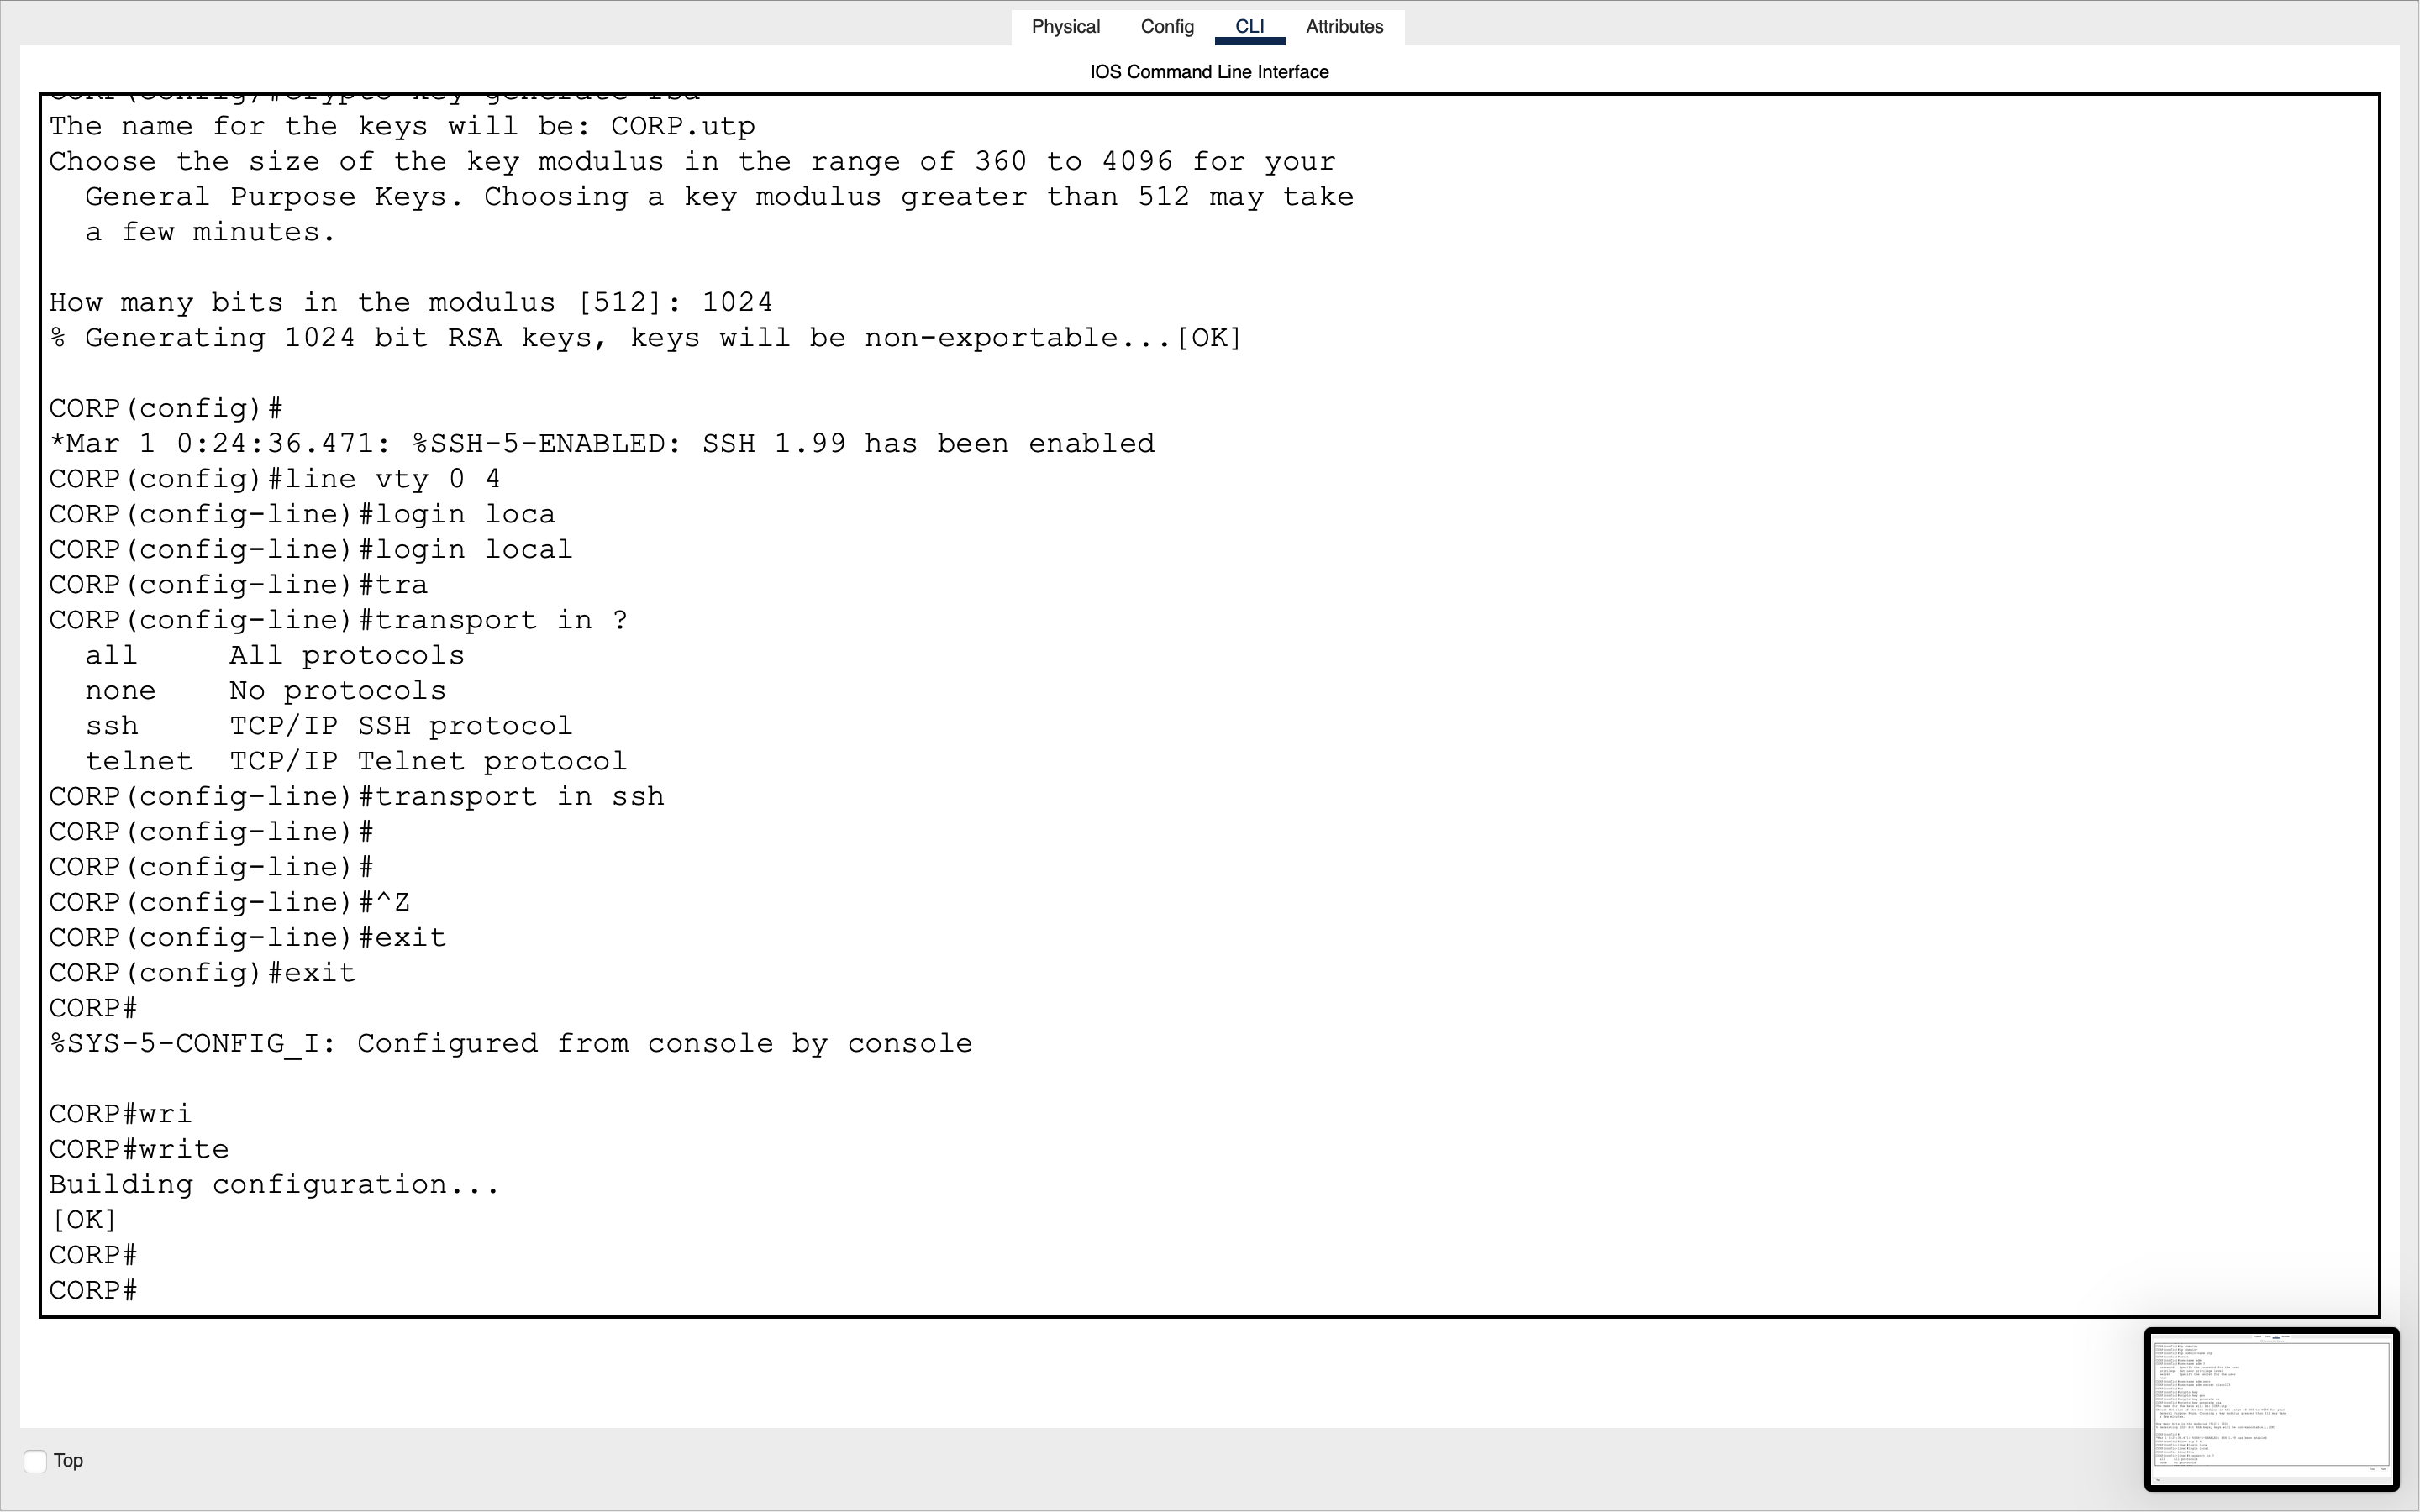 Physical Config CLI Attributes
IOS Command Line Interface
CORP(config)#crypto key generate rsa
The name for the keys will be: CORP.utp
Choose the size of the key modulus in the range of 360 to 4096 for your
  General Purpose Keys. Choosing a key modulus greater than 512 may take
  a few minutes.

How many bits in the modulus [512]: 1024
% Generating 1024 bit RSA keys, keys will be non-exportable...[OK]

CORP(config)#
*Mar 1 0:24:36.471: %SSH-5-ENABLED: SSH 1.99 has been enabled
CORP(config)#line vty 0 4
CORP(config-line)#login loca
CORP(config-line)#login local
CORP(config-line)#tra
CORP(config-line)#transport in ?
  all     All protocols
  none    No protocols
  ssh     TCP/IP SSH protocol
  telnet  TCP/IP Telnet protocol
CORP(config-line)#transport in ssh
CORP(config-line)#
CORP(config-line)#
CORP(config-line)#^Z
CORP(config-line)#exit
CORP(config)#exit
CORP#
%SYS-5-CONFIG_I: Configured from console by console

CORP#wri
CORP#write
Building configuration...
[OK]
CORP#
CORP#
Top